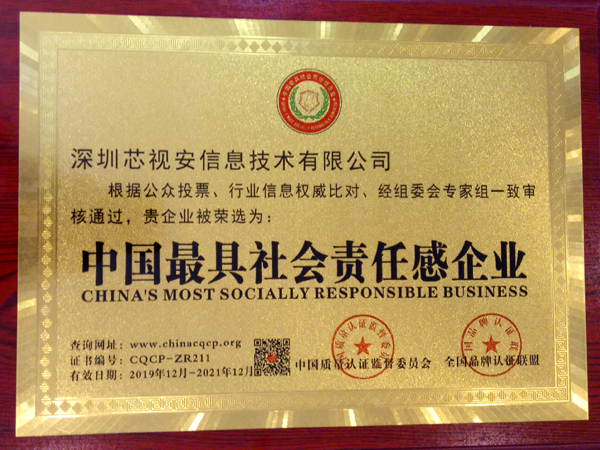 深圳芯视安信息技术有限公司
根据公众投票、行业信息权威比对、经组委会专家组一致审
核通过，贵企业被荣选为：
中国最具社会责任感企业
CHINA'S MOST SOCIALLY RESPONSIBLE BUSINESS
查询网址：www.chinacqcp.org
证书编号：CQCP-ZR211
有效日期：2019年12月-2021年12月
中国质量认证监督委员会
全国品牌认证联盟